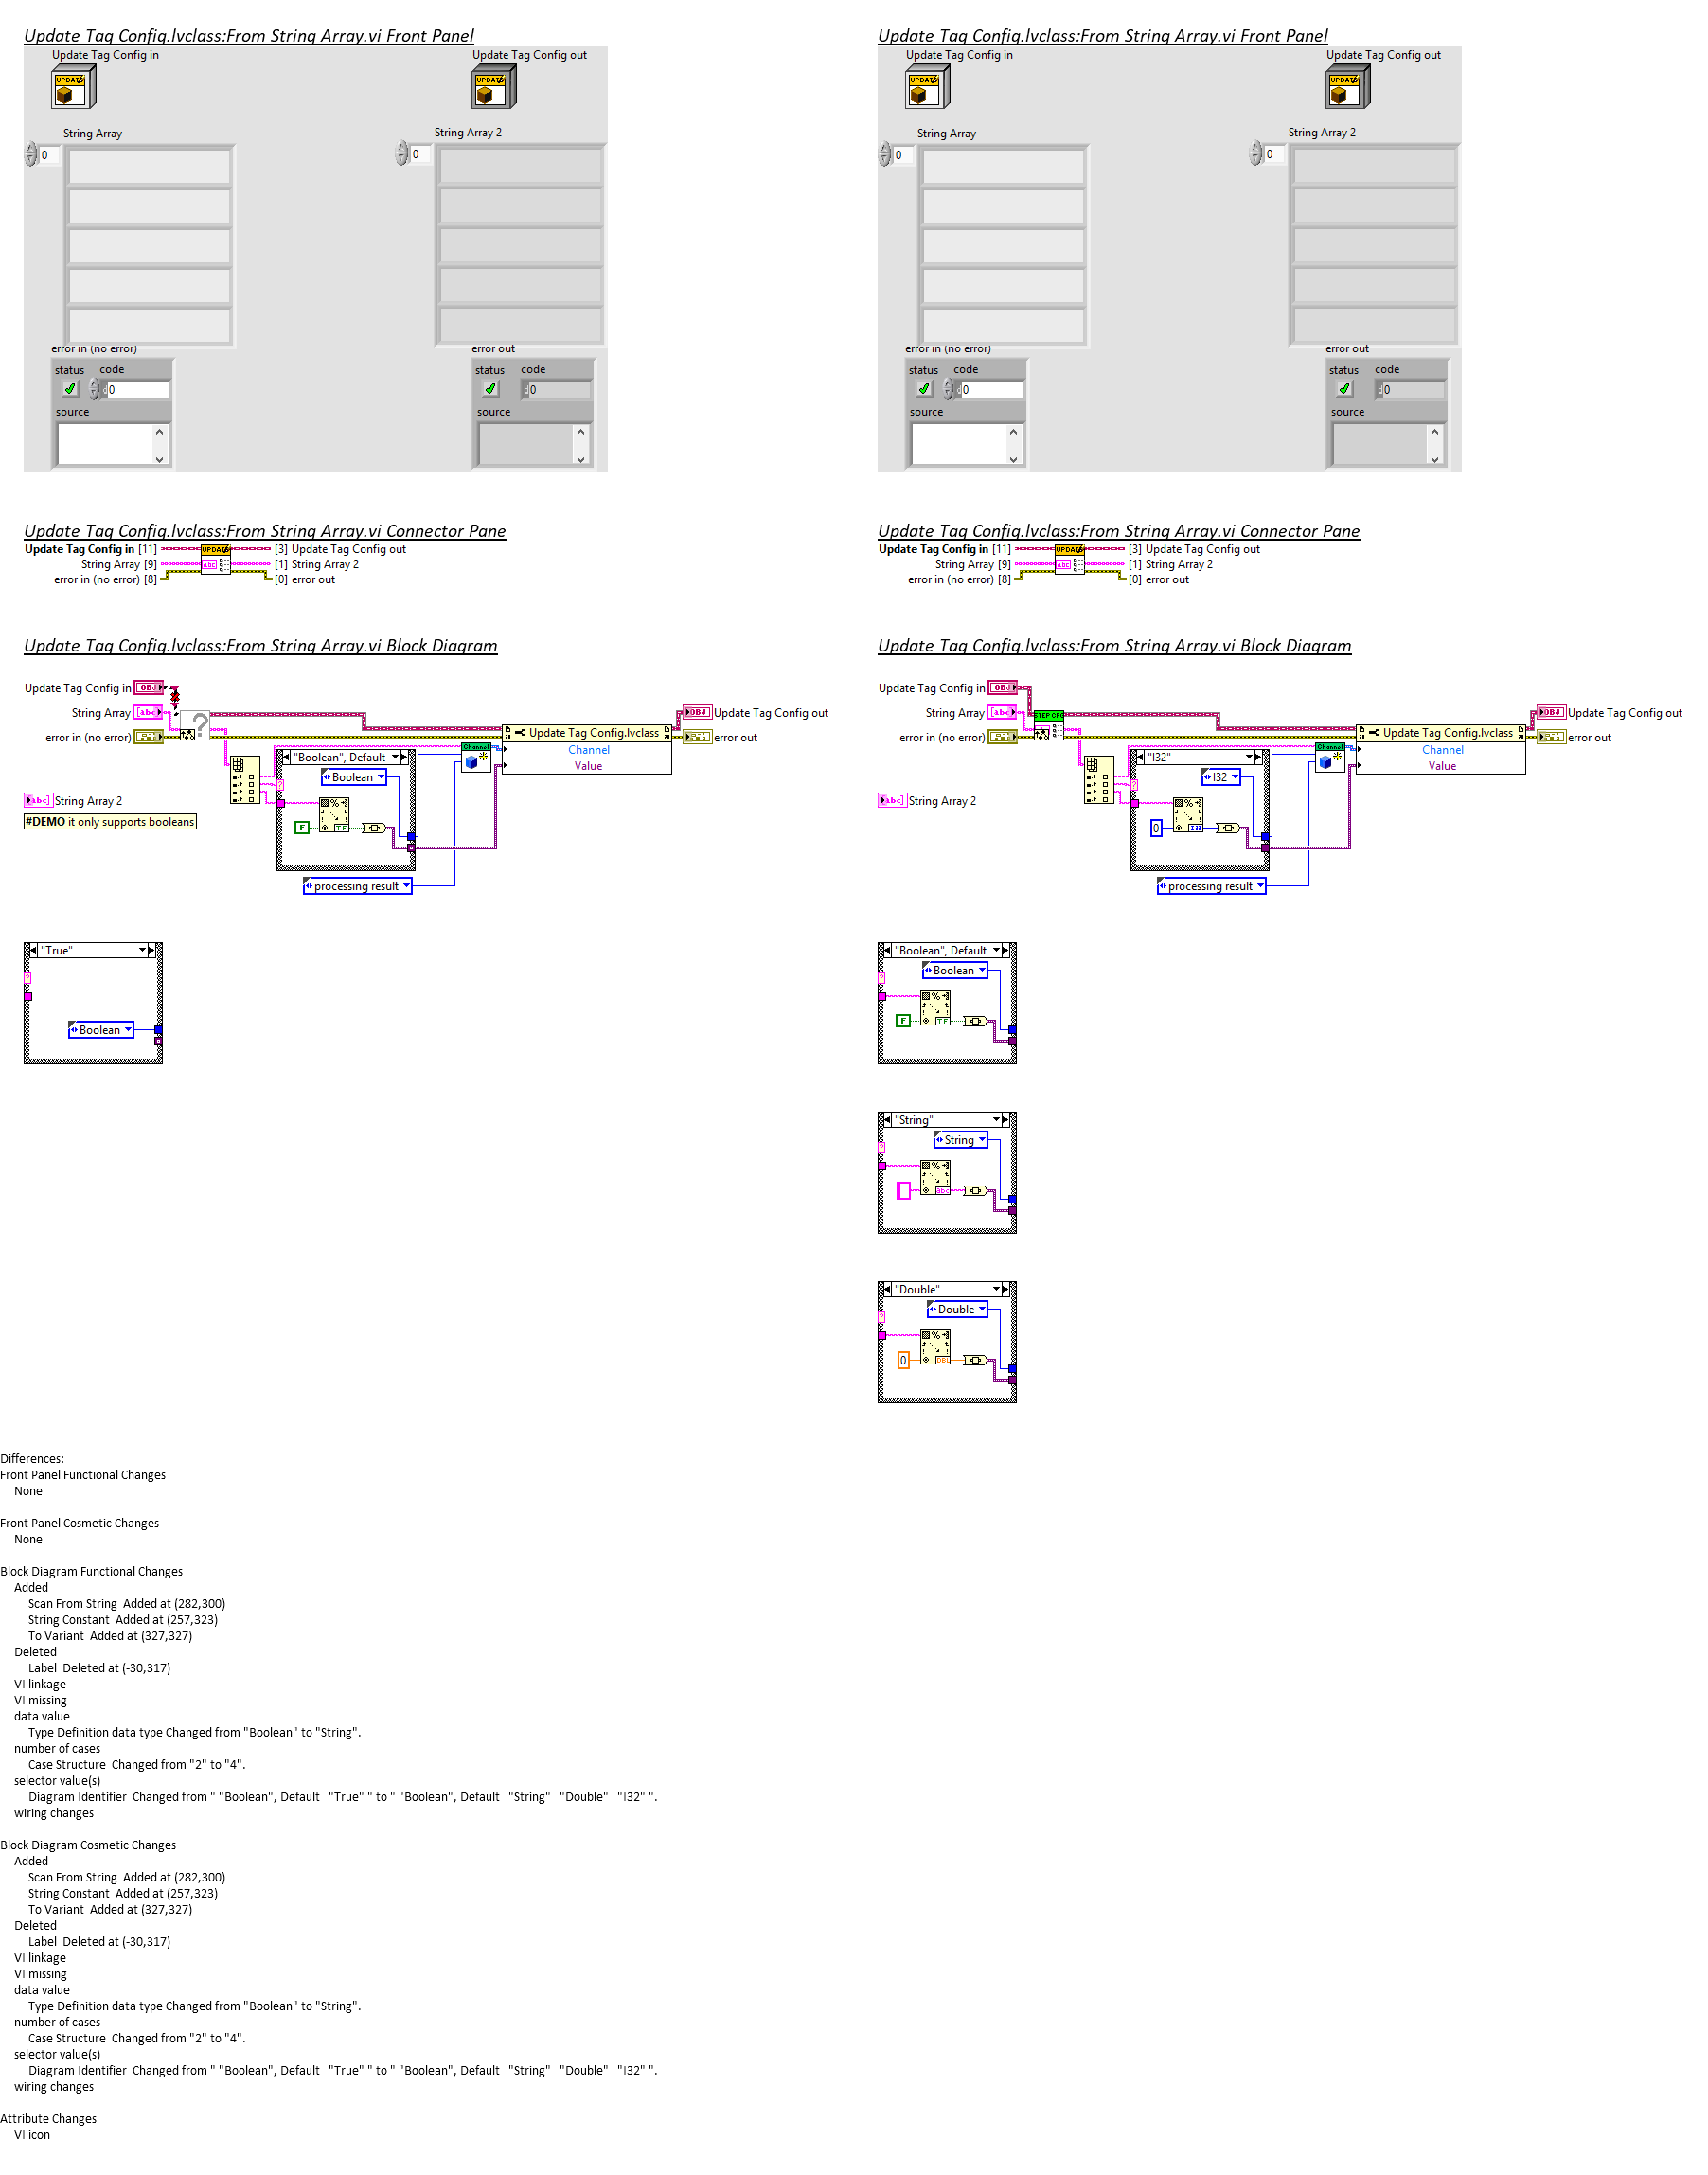 Update Tag Config.lvclass:From String Array.vi Front Panel
Update Tag Config in
Update Tag Config out
UPDATE
UPDATE
String Array
String Array 2
0
0
error in (no error)
error out
status
code
status
code
0
0
source
source
Update Tag Config.lvclass:From String Array.vi Front Panel
Update Tag Config in
Update Tag Config out
UPDATE
UPDATE
String Array
String Array 2
0
0
error in (no error)
error out
status
code
status
code
0
0
source
source
Update Tag Config.lvclass:From String Array.vi Connector Pane
Update Tag Config in [11]
[3] Update Tag Config out
String Array [9]
[1] String Array 2
error in (no error) [8]
[0] error out
Update Tag Config.lvclass:From String Array.vi Connector Pane
Update Tag Config in [11]
[3] Update Tag Config out
String Array [9]
[1] String Array 2
error in (no error) [8]
[0] error out
Update Tag Config.lvclass:From String Array.vi Block Diagram
Update Tag Config in
String Array
error in (no error)
Update Tag Config out
error out
Update Tag Config.lvclass
Channel
Value
"Boolean", Default
Boolean
String Array 2
#DEMO it only supports booleans
F
TF
processing result
"True"
Boolean
Update Tag Config.lvclass:From String Array.vi Block Diagram
Update Tag Config in
String Array
error in (no error)
STEP CFG
Update Tag Config out
error out
Update Tag Config.lvclass
Channel
Value
"I32"
I32
String Array 2
0
processing result
"Boolean", Default
Boolean
F
TF
"String"
String
abc
"Double"
Double
0
DBL
Differences:
Front Panel Functional Changes
None
Front Panel Cosmetic Changes
None
Block Diagram Functional Changes
Added
Scan From String  Added at (282,300)
String Constant  Added at (257,323)
To Variant  Added at (327,327)
Deleted
Label  Deleted at (-30,317)
VI linkage
VI missing
data value
Type Definition data type Changed from "Boolean" to "String".
number of cases
Case Structure  Changed from "2" to "4".
selector value(s)
Diagram Identifier  Changed from " "Boolean", Default   "True" " to " "Boolean", Default   "String"   "Double"   "I32" ".
wiring changes
Block Diagram Cosmetic Changes
Added
Scan From String  Added at (282,300)
String Constant  Added at (257,323)
To Variant  Added at (327,327)
Deleted
Label  Deleted at (-30,317)
VI linkage
VI missing
data value
Type Definition data type Changed from "Boolean" to "String".
number of cases
Case Structure  Changed from "2" to "4".
selector value(s)
Diagram Identifier  Changed from " "Boolean", Default   "True" " to " "Boolean", Default   "String"   "Double"   "I32" ".
wiring changes
Attribute Changes
VI icon